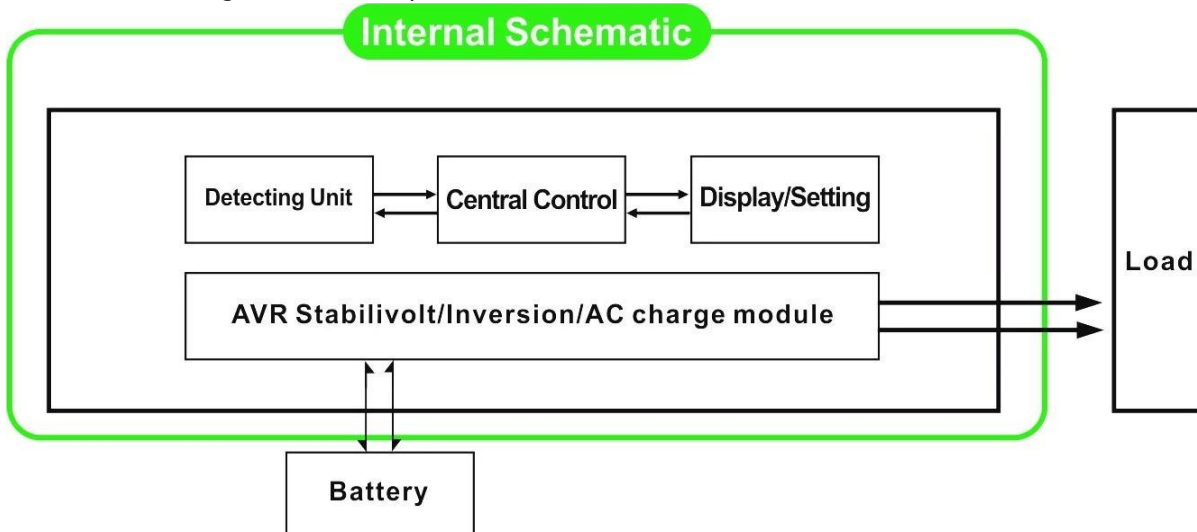 Internal Schematic
Detecting Unit
Central Control
Display/Setting
Load
AVR Stabilivolt/Inversion/AC charge module
Battery